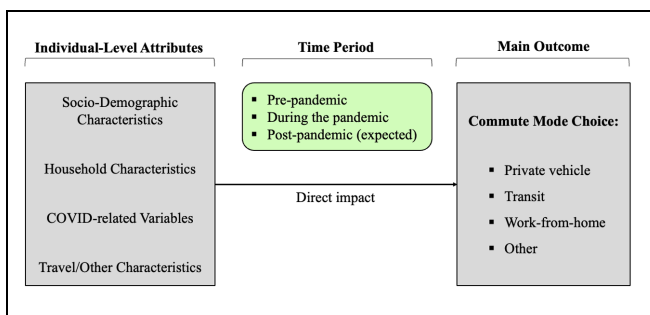 Individual-Level Attributes
Time Period
Main Outcome
Socio-Demographic
Characteristics
Household Characteristics
COVID-related Variables
Travel/Other Characteristics
▪ Pre-pandemic
▪ During the pandemic
▪ Post-pandemic (expected)
Direct impact
Commute Mode Choice:
▪ Private vehicle
▪ Transit
▪ Work-from-home
▪ Other